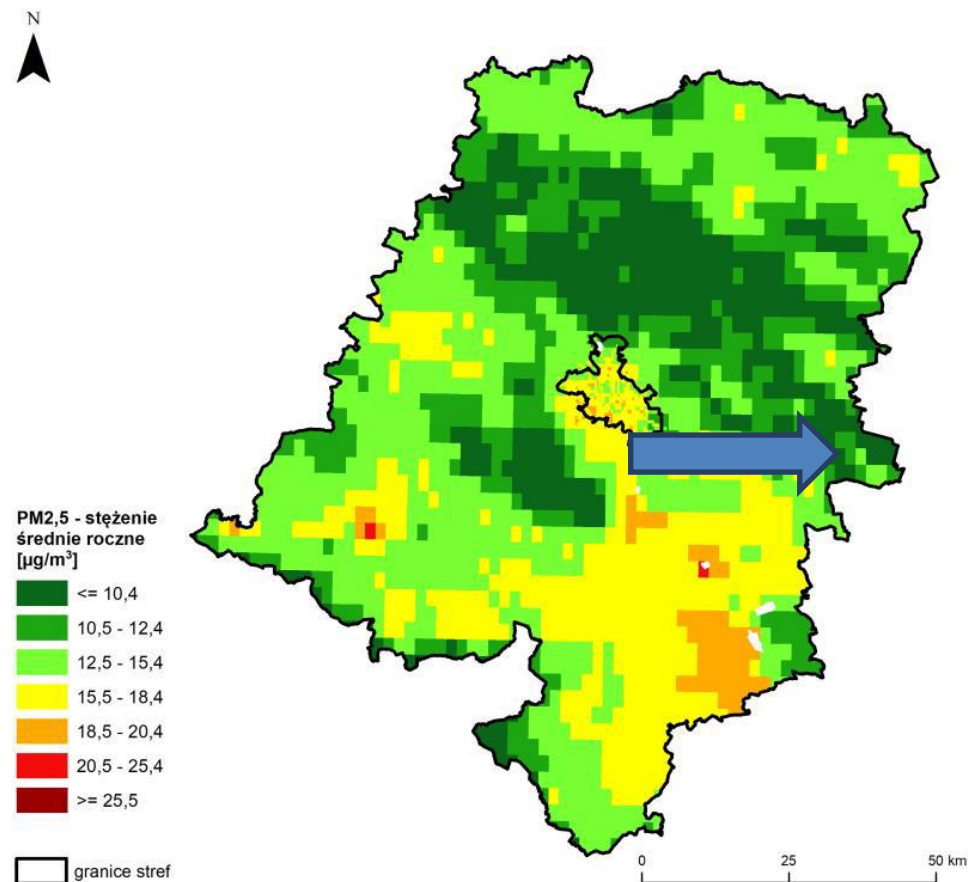 N
PM2,5 - stężenie
średnie roczne
[µg/m³]
<= 10,4
10,5 - 12,4
12,5 - 15,4
15,5 - 18,4
18,5 - 20,4
20,5 - 25,4
>= 25,5
granice stref
0 25 50 km